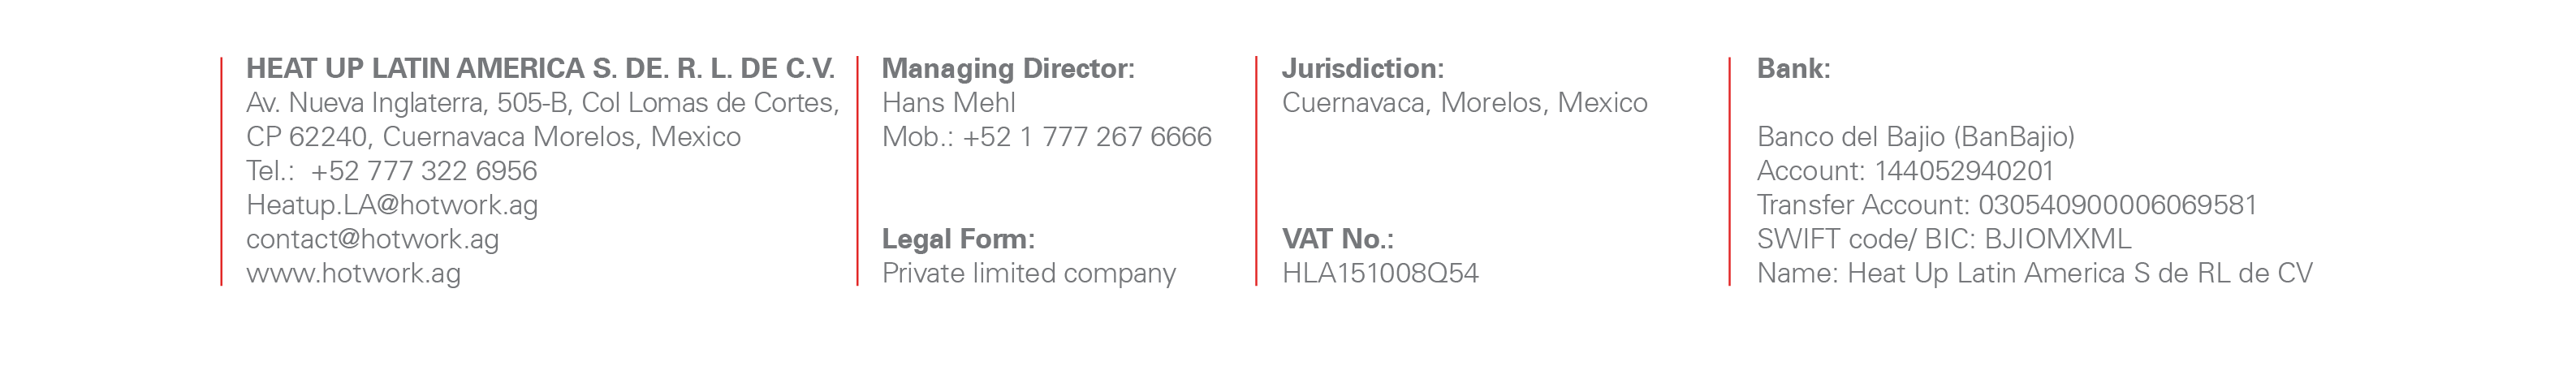 HEAT UP LATIN AMERICA S. DE. R. L. DE C.V.
Av. Nueva Inglaterra, 505-B, Col Lomas de Cortes,
CP 62240, Cuernavaca Morelos, Mexico
Tel.: +52 777 322 6956
Heatup.LA@hotwork.ag
contact@hotwork.ag
www.hotwork.ag
Managing Director:
Hans Mehl
Mob.: +52 1 777 267 6666
Legal Form:
Private limited company
Jurisdiction:
Cuernavaca, Morelos, Mexico
VAT No.:
HLA151008Q54
Bank:
Banco del Bajio (BanBajio)
Account: 144052940201
Transfer Account: 030540900006069581
SWIFT code/ BIC: BJIOMXML
Name: Heat Up Latin America S de RL de CV